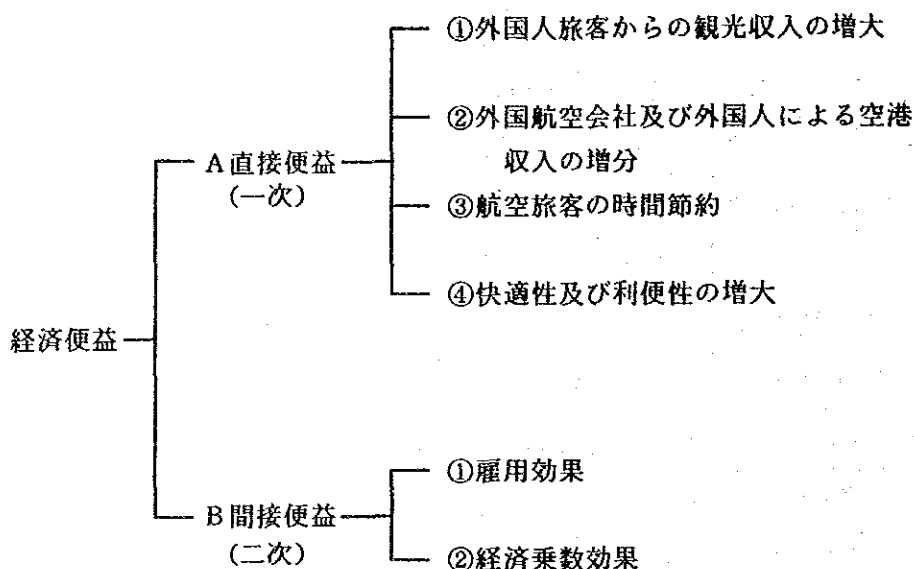 ①外国人旅客からの観光収入の増大
②外国航空会社及び外国人による空港
収入の増分
A直接便益
(一次)
③航空旅客の時間節約
④快適性及び利便性の増大
経済便益
①雇用効果
B間接便益
(二次)
②経済乗数効果